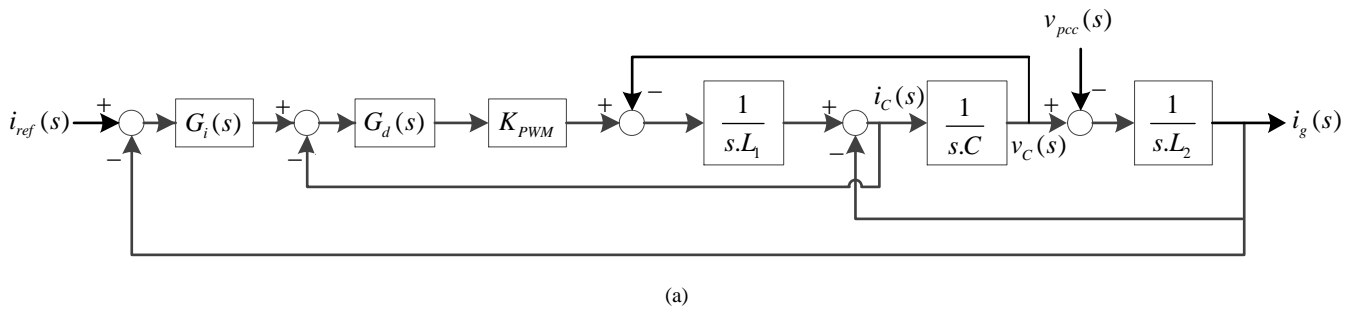 v_pcc(s)
i_ref(s) + − G_i(s) + − G_d(s) K_PWM + − 1/s.L_1 + − i_C(s) 1/s.C v_C(s) + − 1/s.L_2 i_g(s)
(a)